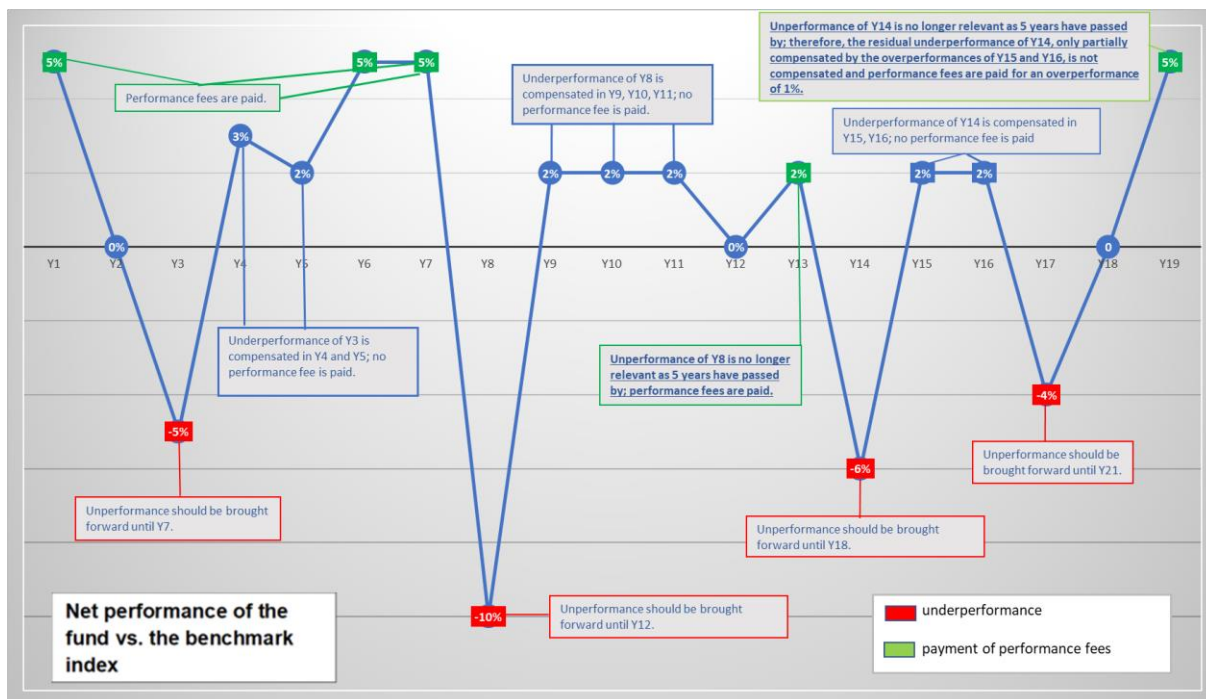 Unperformance of Y14 is no longer relevant as 5 years have passed
by; therefore, the residual underperformance of Y14, only partially
compensated by the overperformances of Y15 and Y16, is not
compensated and performance fees are paid for an overperformance
of 1%.
5%
5%
5%
5%
Performance fees are paid.
Underperformance of Y8 is
compensated in Y9, Y10, Y11; no
performance fee is paid.
Underperformance of Y14 is compensated in
Y15, Y16; no performance fee is paid
3%
2%
2%
2%
2%
2%
2%
2%
0%
0%
0
Y1
Y2
Y3
Y4
Y5
Y6
Y7
Y8
Y9
Y10
Y11
Y12
Y13
Y14
Y15
Y16
Y17
Y18
Y19
Underperformance of Y3 is
compensated in Y4 and Y5; no
performance fee is paid.
Unperformance of Y8 is no longer
relevant as 5 years have passed
by; performance fees are paid.
-4%
-5%
-6%
Unperformance should be
brought forward until Y21.
Unperformance should be brought
forward until Y7.
Unperformance should be brought
forward until Y18.
-10%
Unperformance should be brought
forward until Y12.
Net performance of the
fund vs. the benchmark
index
underperformance
payment of performance fees